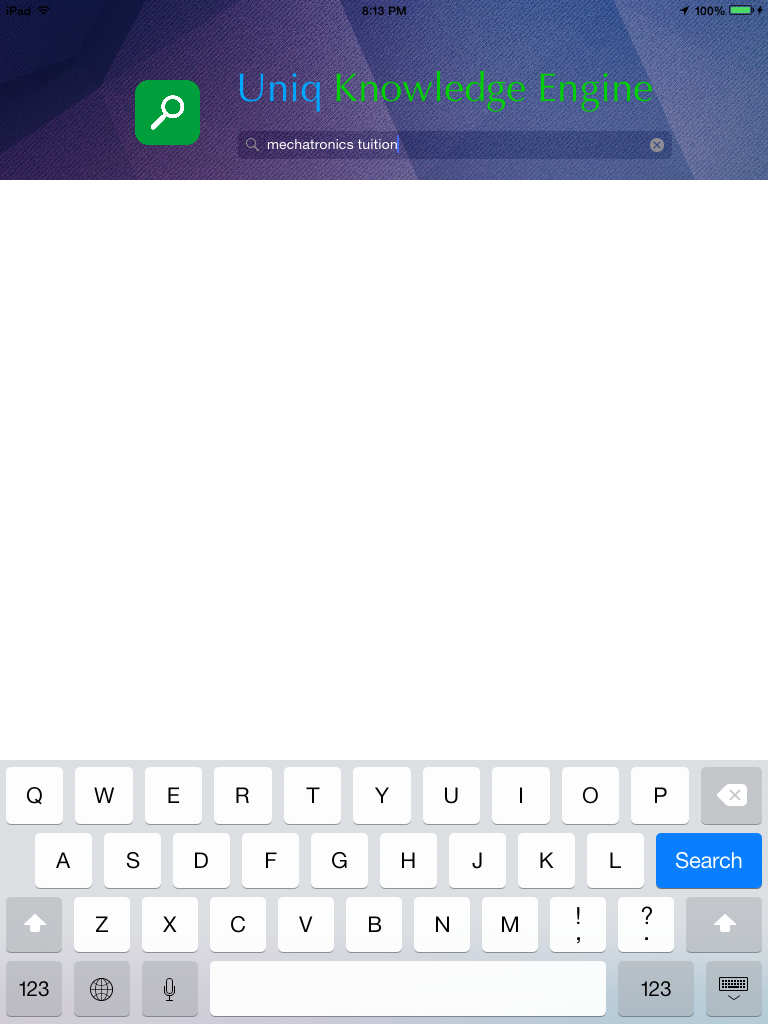 iPad 8:13 PM 100%
Uniq Knowledge Engine
mechatronics tuition
Q W E R T Y U I O P
A S D F G H J K L Search
Z X C V B N M ! , ? .
123 123